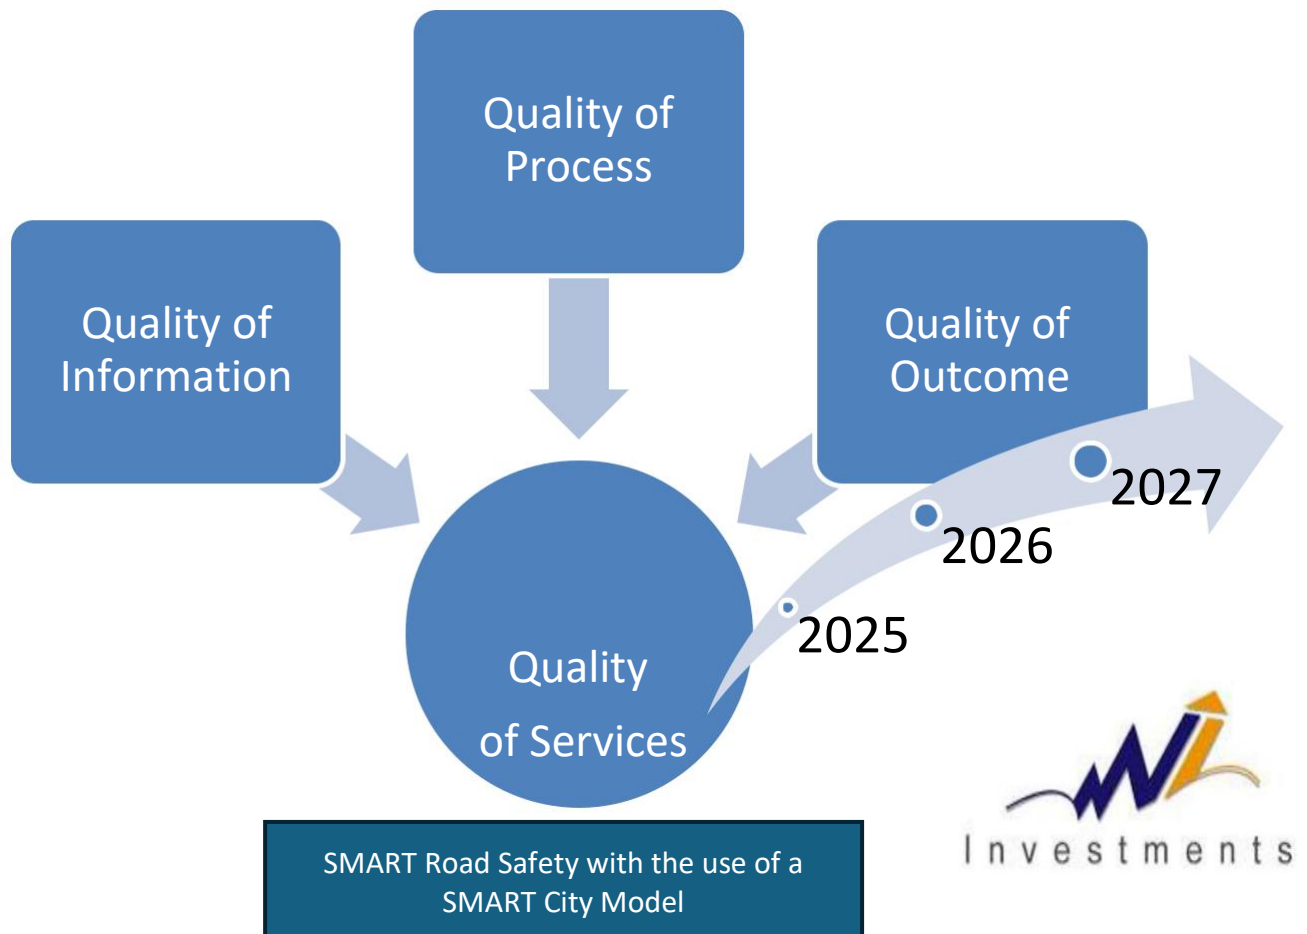 Quality of
Process
Quality of
Information
Quality of
Outcome
2027
2026
2025
Quality
of Services
Investments
SMART Road Safety with the use of a
SMART City Model